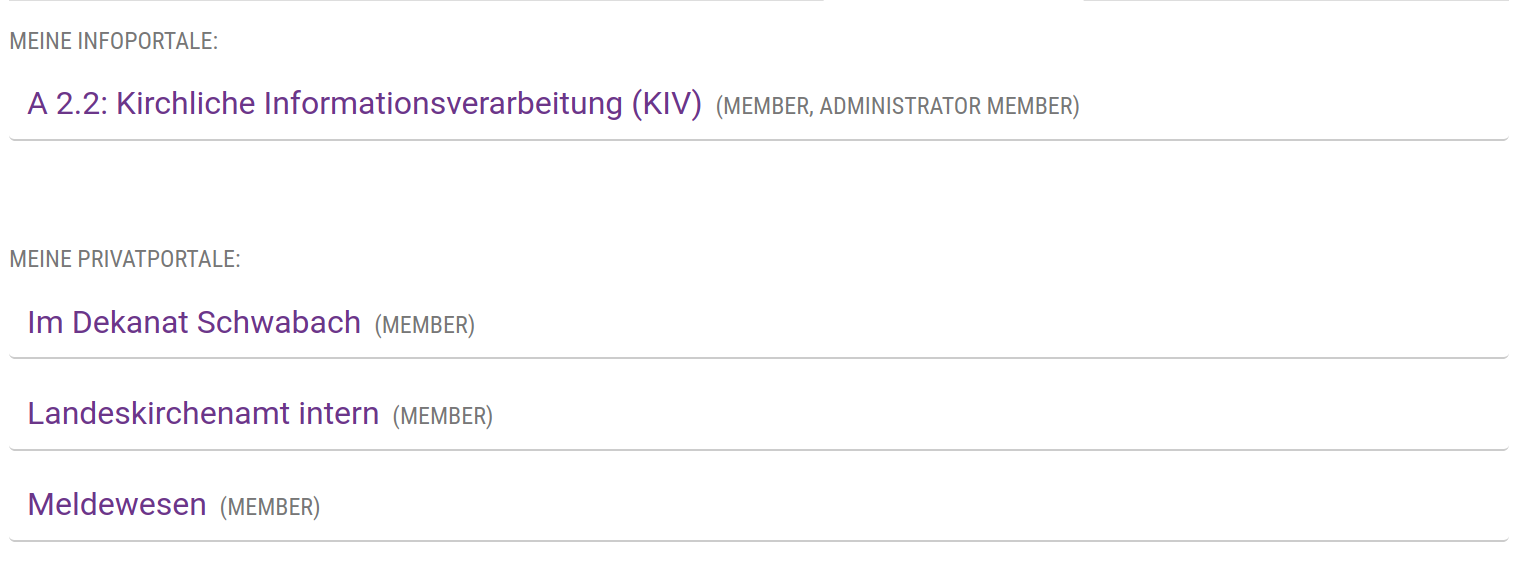 MEINE INFOPORTALE:
A 2.2: Kirchliche Informationsverarbeitung (KIV) (MEMBER, ADMINISTRATOR MEMBER)
MEINE PRIVATPORTALE:
Im Dekanat Schwabach (MEMBER)
Landeskirchenamt intern (MEMBER)
Meldewesen (MEMBER)